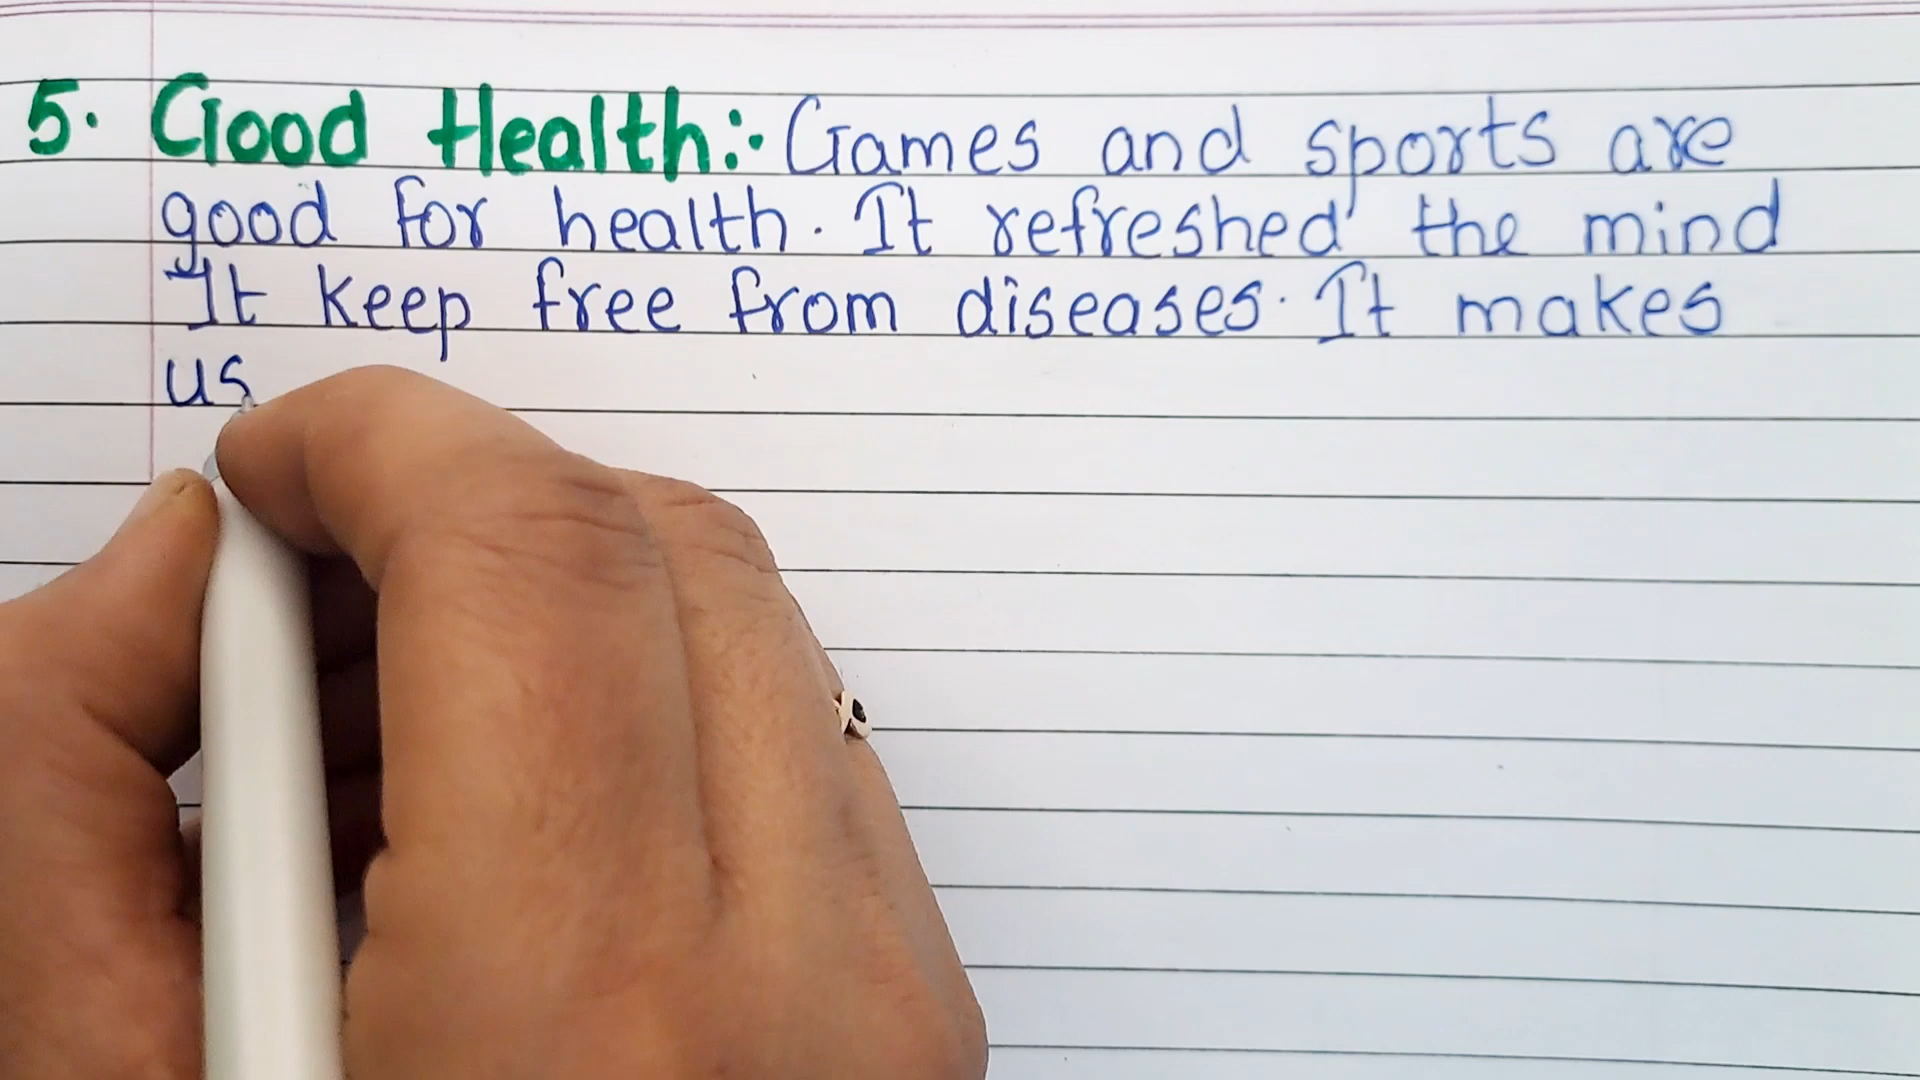 5. Good Health:- Games and sports are
good for health. It refreshed the mind
It keep free from diseases. It makes
us